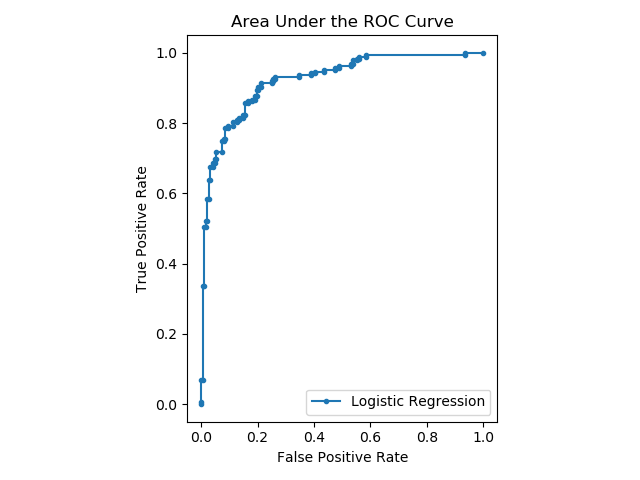 Area Under the ROC Curve
True Positive Rate
1.0
0.8
0.6
0.4
0.2
0.0
Logistic Regression
0.0 0.2 0.4 0.6 0.8 1.0
False Positive Rate